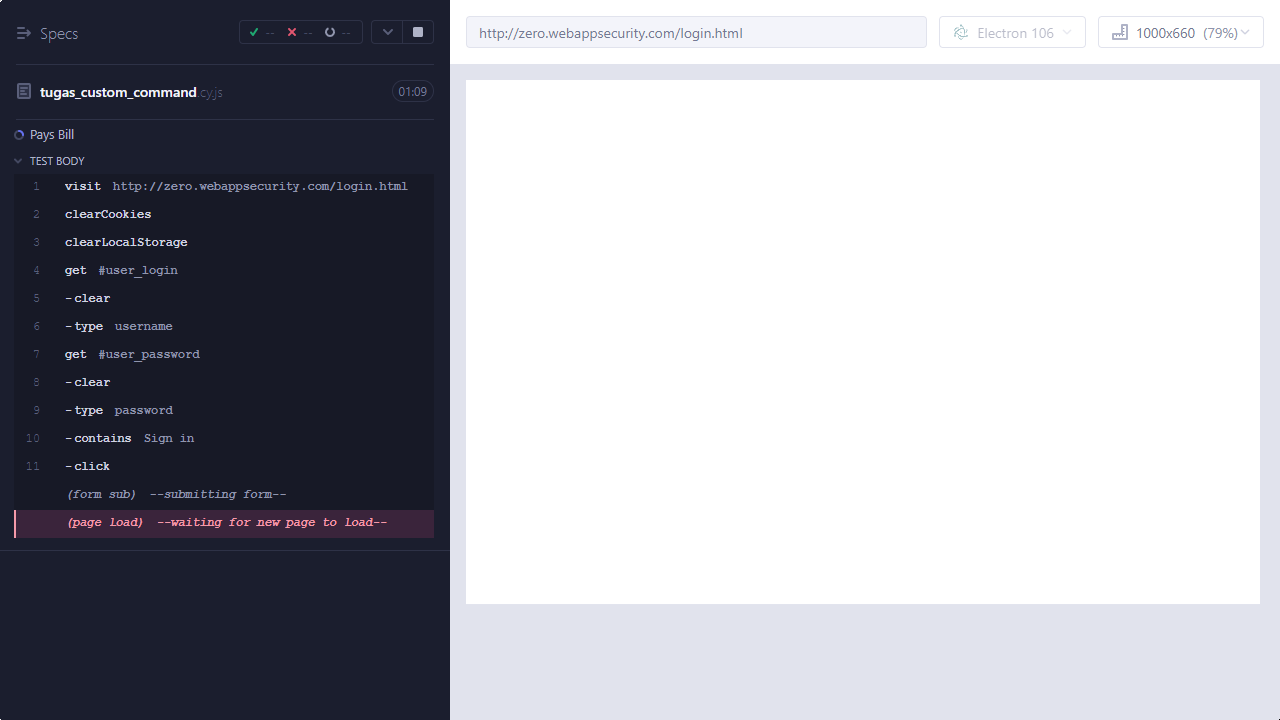 Specs
--
--
--
http://zero.webappsecurity.com/login.html
Electron 106
1000x660 (79%)
tugas_custom_command.cy.js
01:09
Pays Bill
TEST BODY
1 visit http://zero.webappsecurity.com/login.html
2 clearCookies
3 clearLocalStorage
4 get #user_login
5 -clear
6 -type username
7 get #user_password
8 -clear
9 -type password
10 -contains Sign in
11 -click
(form sub) --submitting form--
(page load) --waiting for new page to load--